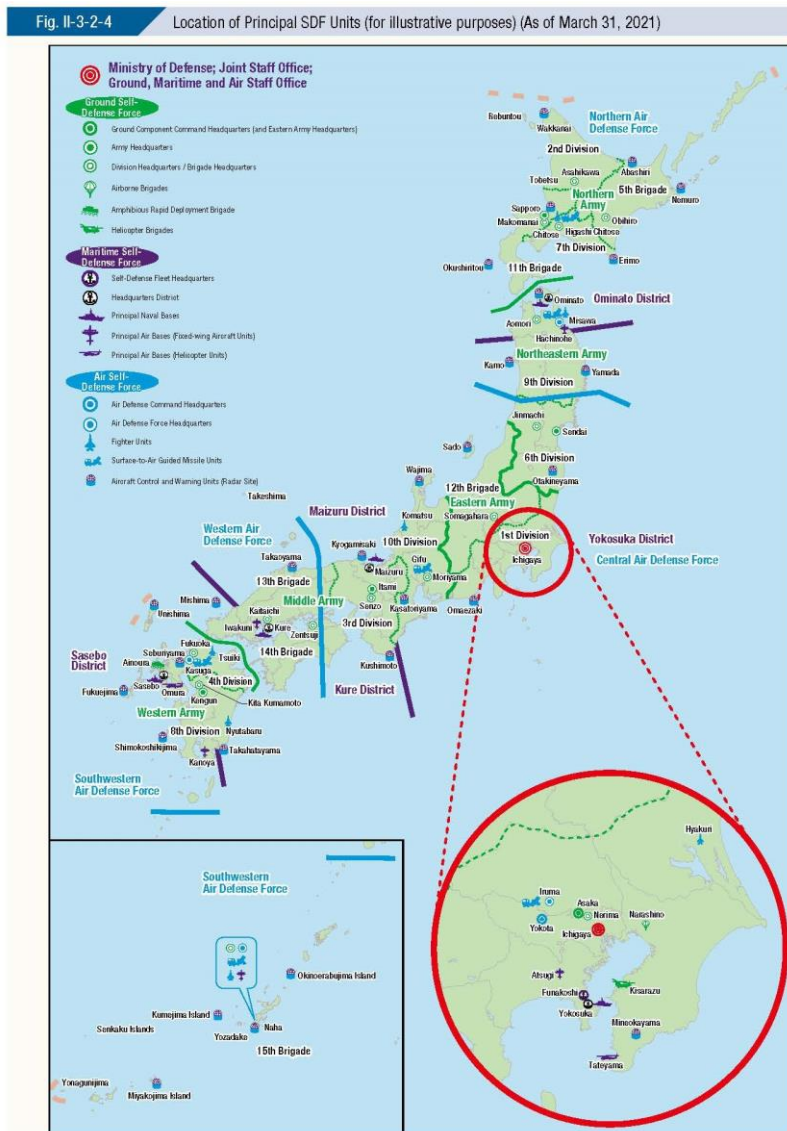 Fig. II-3-2-4
Location of Principal SDF Units (for illustrative purposes) (As of March 31, 2021)
Ministry of Defense; Joint Staff Office;
Ground, Maritime and Air Staff Office
Ground Self-
Defense Force
Ground Component Command Headquarters (and Eastern Army Headquarters)
Army Headquarters
Division Headquarters / Brigade Headquarters
Airborne Brigades
Amphibious Rapid Deployment Brigade
Helicopter Brigades
Maritime Self-
Defense Force
Self-Defense Fleet Headquarters
Headquarters District
Principal Naval Bases
Principal Air Bases (Fixed-wing Aircraft Units)
Principal Air Bases (Helicopter Units)
Air Self-
Defense Force
Air Defense Command Headquarters
Air Defense Force Headquarters
Fighter Units
Surface-to-Air Guided Missile Units
Aircraft Control and Warning Units (Radar Site)
Rebuntou
Wakkanai
Northern Air
Defense Force
2nd Division
Asahikawa
Abashiri
Tobetsu
5th Brigade
Nemuro
Northern
Army
Sapporo
Makomanai
Obihiro
Chitose
Higashi Chitose
7th Division
Erimo
Okushiritou
11th Brigade
Ominato
Ominato District
Aomori
Misawa
Hachinohe
Northeastern Army
Kamo
Yamada
9th Division
Jinmachi
Sendai
Sado
6th Division
Wajima
Otakineyama
12th Brigade
Takeshima
Eastern Army
Komatsu
Somagahara
Maizuru District
Western Air
Defense Force
10th Division
1st Division
Yokosuka District
Kyogamisaki
Gifu
Ichigaya
Central Air Defense Force
Takaoyama
Maizuru
Moriyama
13th Brigade
Itami
Middle Army
Senzo
Kasatoriyama
Omaezaki
Mishima
Kaitaichi
3rd Division
Unishima
Iwakuni
Kure
Zentsuji
14th Brigade
Kushimoto
Fukuoka
Seburiyama
Tsuiki
Sasebo
District
Ainoura
Kasuga
4th Division
Kure District
Sasebo
Omura
Fukuejima
Kengun
Kita Kumamoto
Western Army
8th Division
Nyutabaru
Shimokoshikijima
Takahatayama
Kanoya
Southwestern
Air Defense Force
Southwestern
Air Defense Force
Okinoerabujima Island
Kumejima Island
Naha
Senkaku Islands
Yozadake
15th Brigade
Yonagunijima
Miyakojima Island
Hyakuri
Iruma
Asaka
Nerima
Narashino
Yokota
Ichigaya
Atsugi
Funakoshi
Kisarazu
Yokosuka
Mineokayama
Tateyama